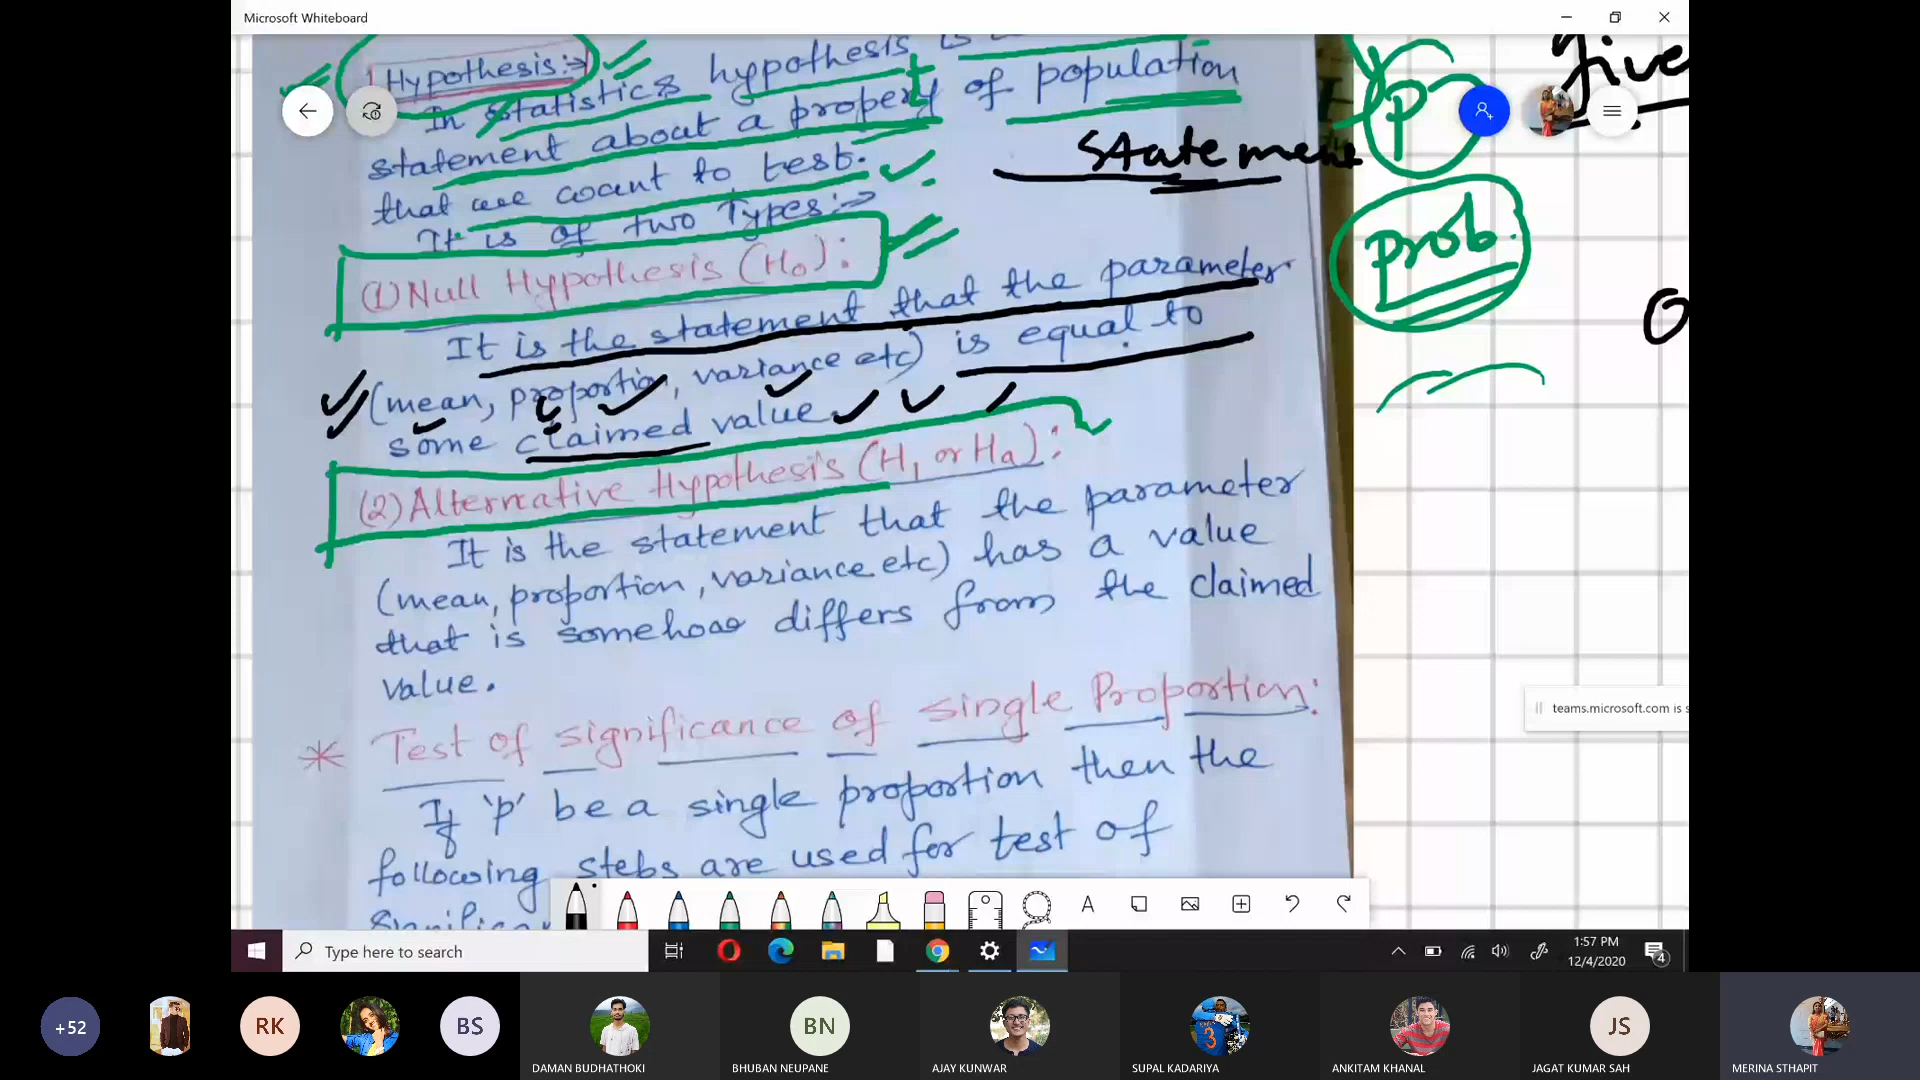 Microsoft Whiteboard
Hypothesis:→
In statistics hypothesis is
statement about a property of population
that we want to test.
It is of two Types:→
(1) Null Hypothesis (H0):
It is the statement that the parameter
(mean, proportion, variance etc) is equal to
some claimed value
(2) Alternative Hypothesis (H1 or Ha):
It is the statement that the parameter
(mean, proportion, variance etc) has a value
that is somehow differs from the claimed
value.
* Test of significance of single Proportion:
If 'p' be a single proportion then the
following steps are used for test of
statement
P
prob.
five
teams.microsoft.com is s
A
Type here to search
1:57 PM
12/4/2020
4
+52
RK
BS
DAMAN BUDHATHOKI
BN
BHUBAN NEUPANE
AJAY KUNWAR
3
SUPAL KADARIYA
ANKITAM KHANAL
JS
JAGAT KUMAR SAH
MERINA STHAPIT